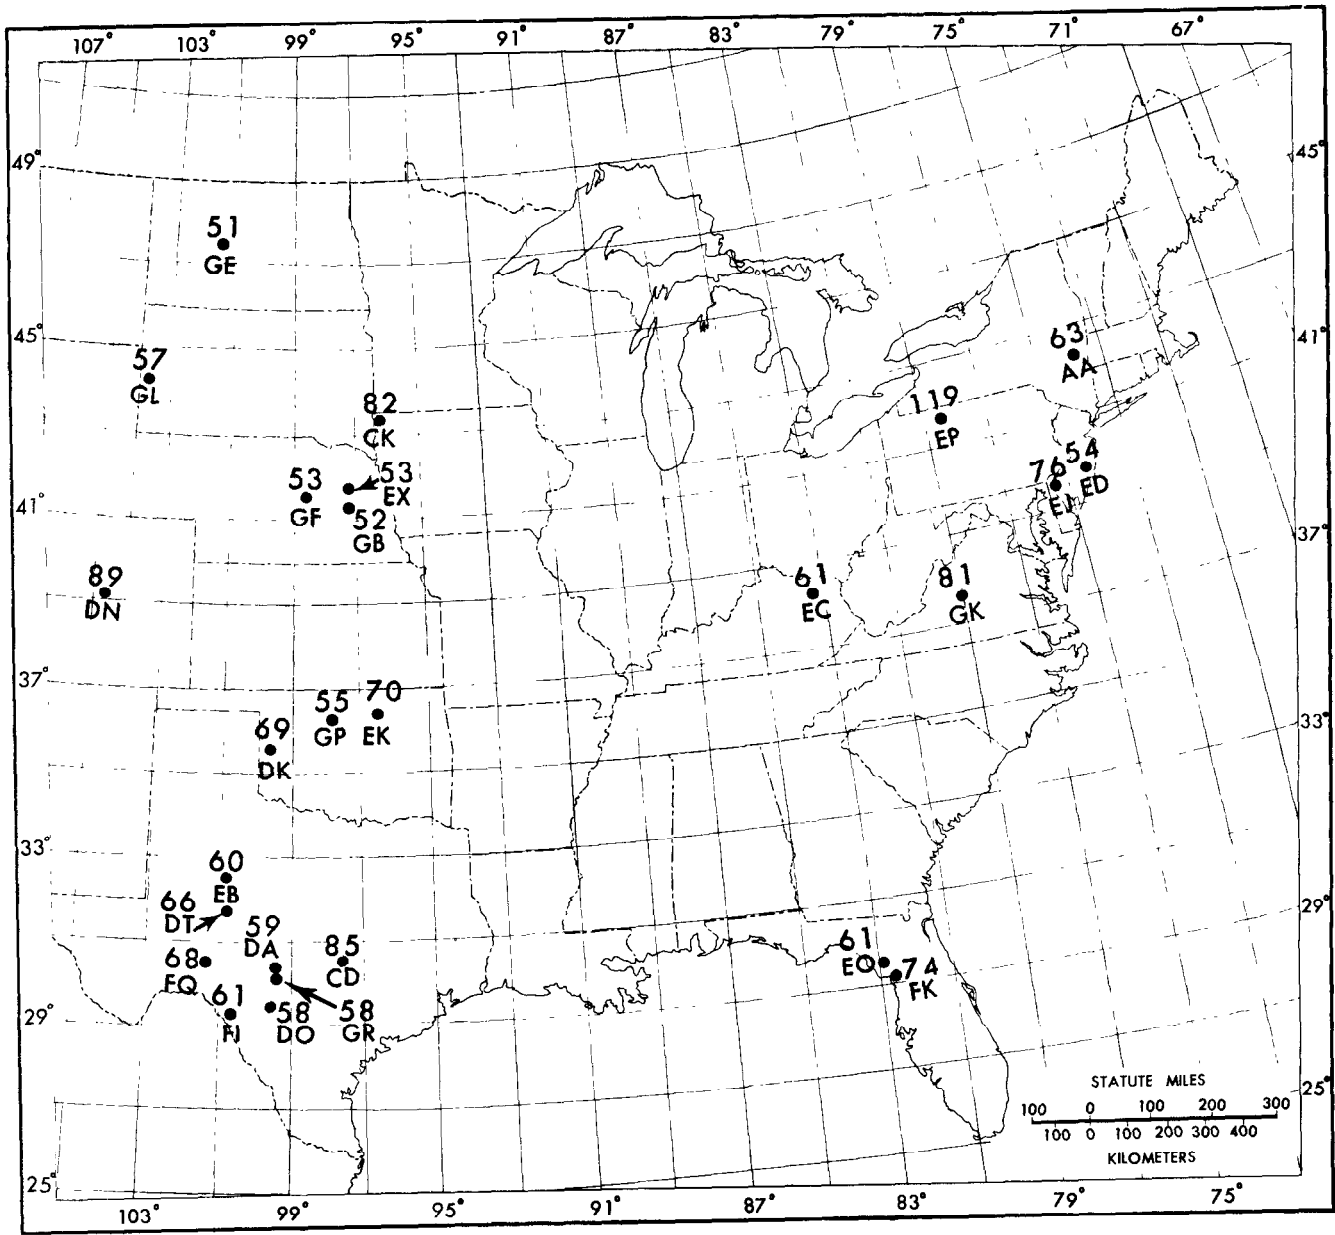 107° 103° 99° 95° 91° 87° 83° 79° 75° 71° 67°
49° 45°
51
GE
45° 41°
57
GL
63
AA
82
CK
119
EP
53
GF
53
EX
52
GB
76
EJ
54
ED
41° 37°
89
DN
61
EC
81
GK
37° 33°
55
GP
70
EK
69
DK
33° 29°
60
EB
66
DT
59
DA
85
CD
68
FQ
61
FI
58
DO
58
GR
61
EO
74
FK
29° 25°
STATUTE MILES
100 0 100 200 300
100 0 100 200 300 400
KILOMETERS
25°
103° 99° 95° 91° 87° 83° 79° 75°